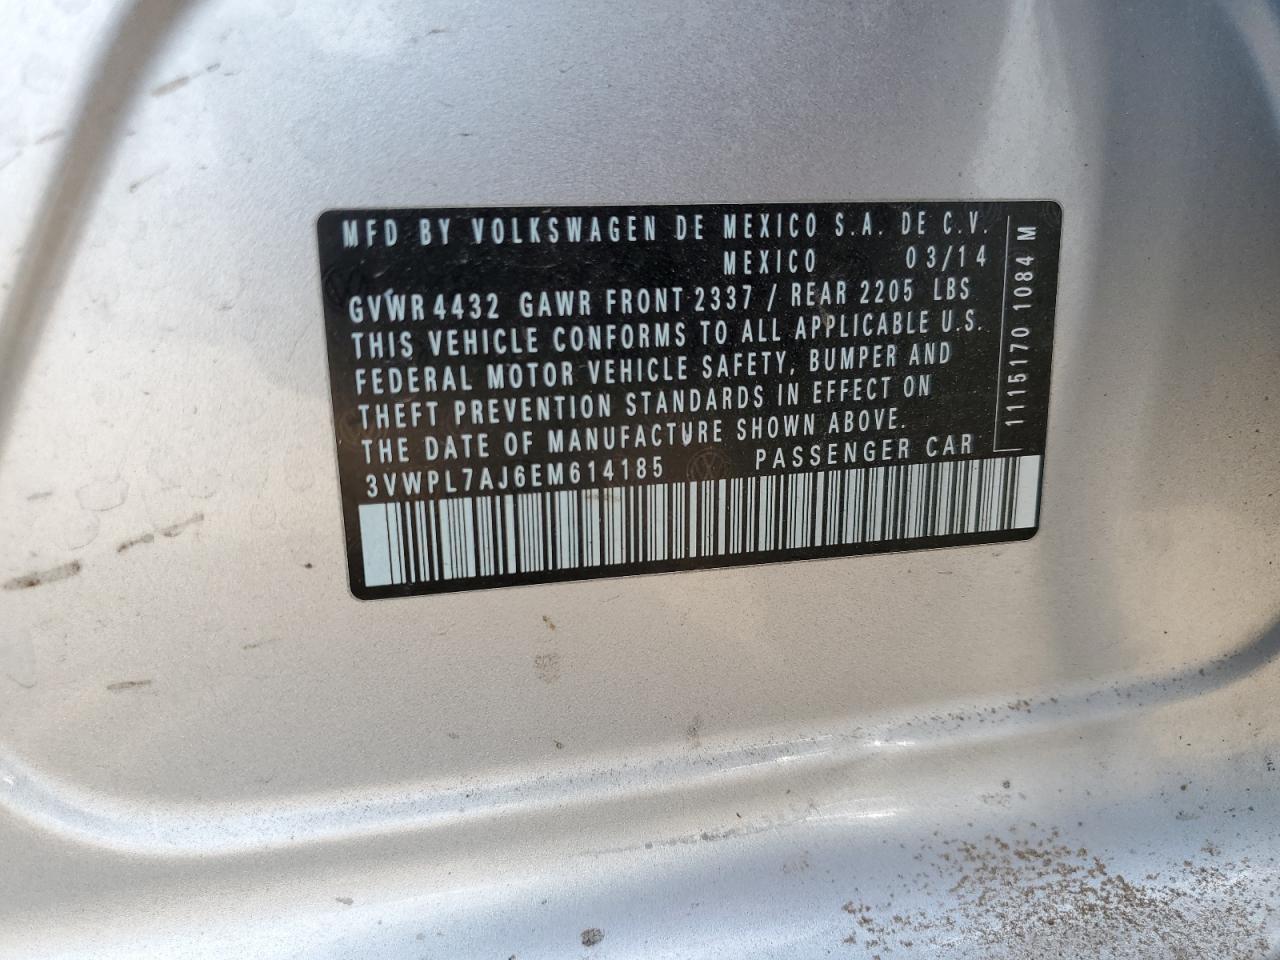 MFD BY VOLKSWAGEN DE MEXICO S.A. DE C.V.
MEXICO 03/14
GVWR 4432 GAWR FRONT 2337 / REAR 2205 LBS
THIS VEHICLE CONFORMS TO ALL APPLICABLE U.S.
FEDERAL MOTOR VEHICLE SAFETY, BUMPER AND
THEFT PREVENTION STANDARDS IN EFFECT ON
THE DATE OF MANUFACTURE SHOWN ABOVE.
3VWPL7AJ6EM614185 PASSENGER CAR
1115170 1084 M